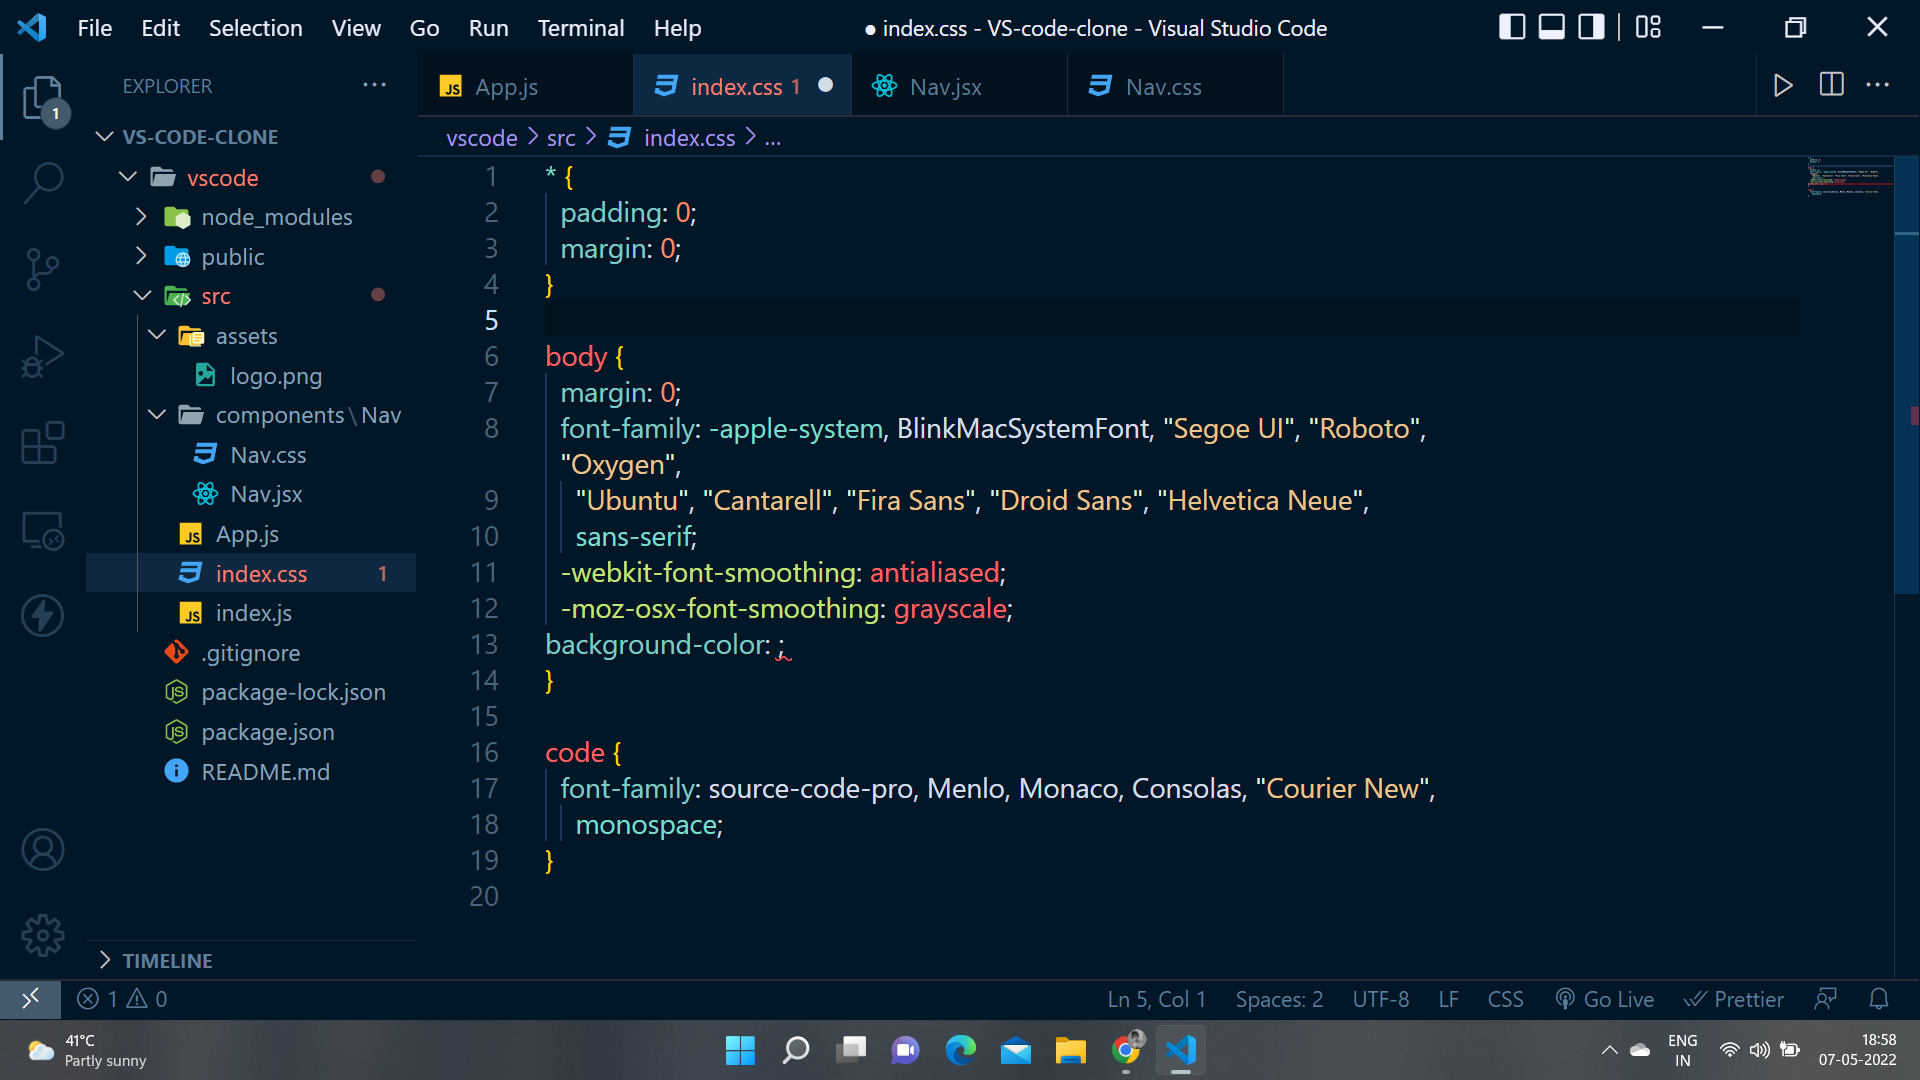 File Edit Selection View Go Run Terminal Help
● index.css - VS-code-clone - Visual Studio Code
EXPLORER ...
1
VS-CODE-CLONE
vscode
node_modules
public
src
assets
logo.png
components\Nav
Nav.css
Nav.jsx
App.js
index.css 1
index.js
.gitignore
package-lock.json
package.json
README.md
TIMELINE
App.js
index.css 1
Nav.jsx
Nav.css
vscode > src > index.css > ...
1 * {
2 padding: 0;
3 margin: 0;
4 }
5
6 body {
7 margin: 0;
8 font-family: -apple-system, BlinkMacSystemFont, "Segoe UI", "Roboto",
"Oxygen",
9 "Ubuntu", "Cantarell", "Fira Sans", "Droid Sans", "Helvetica Neue",
10 sans-serif;
11 -webkit-font-smoothing: antialiased;
12 -moz-osx-font-smoothing: grayscale;
13 background-color: ;
14 }
15
16 code {
17 font-family: source-code-pro, Menlo, Monaco, Consolas, "Courier New",
18 monospace;
19 }
20
1 0
Ln 5, Col 1 Spaces: 2 UTF-8 LF CSS Go Live Prettier
41°C
Partly sunny
ENG
IN
18:58
07-05-2022